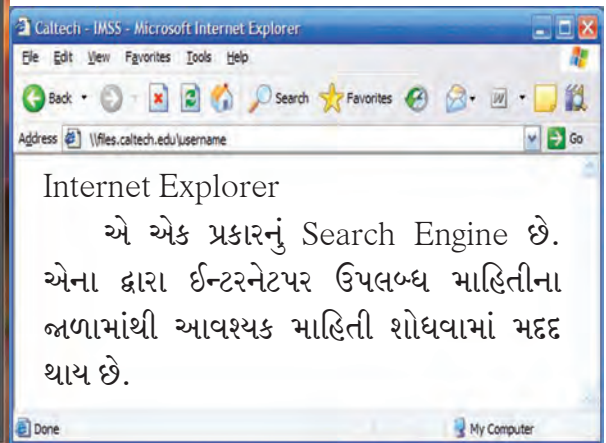 Caltech - IMSS - Microsoft Internet Explorer
File Edit View Favorites Tools Help
Back Search Favorites
Address \\files.caltech.edu\username Go
Internet Explorer
એ એક પ્રકારનું Search Engine છે.
એના દ્વારા ઈન્ટરનેટપર ઉપલબ્ધ માહિતીના
જાળામાંથી આવશ્યક માહિતી શોધવામાં મદદ
થાય છે.
Done My Computer